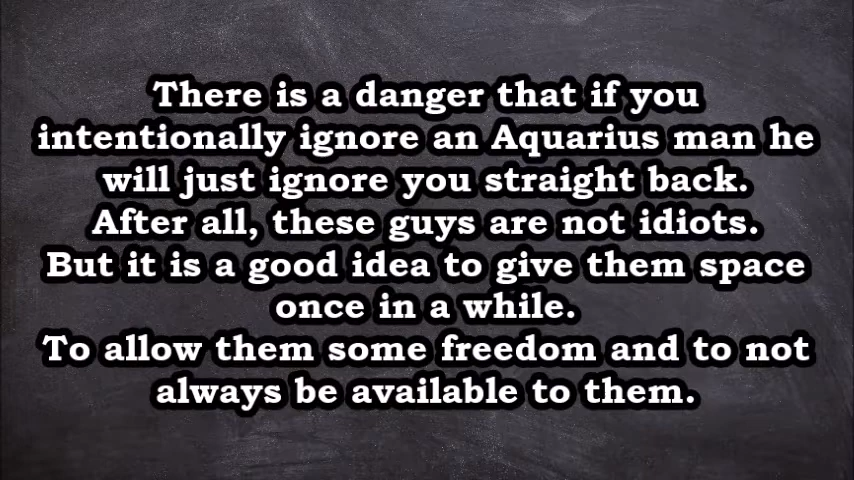 There is a danger that if you
intentionally ignore an Aquarius man he
will just ignore you straight back.
After all, these guys are not idiots.
But it is a good idea to give them space
once in a while.
To allow them some freedom and to not
always be available to them.